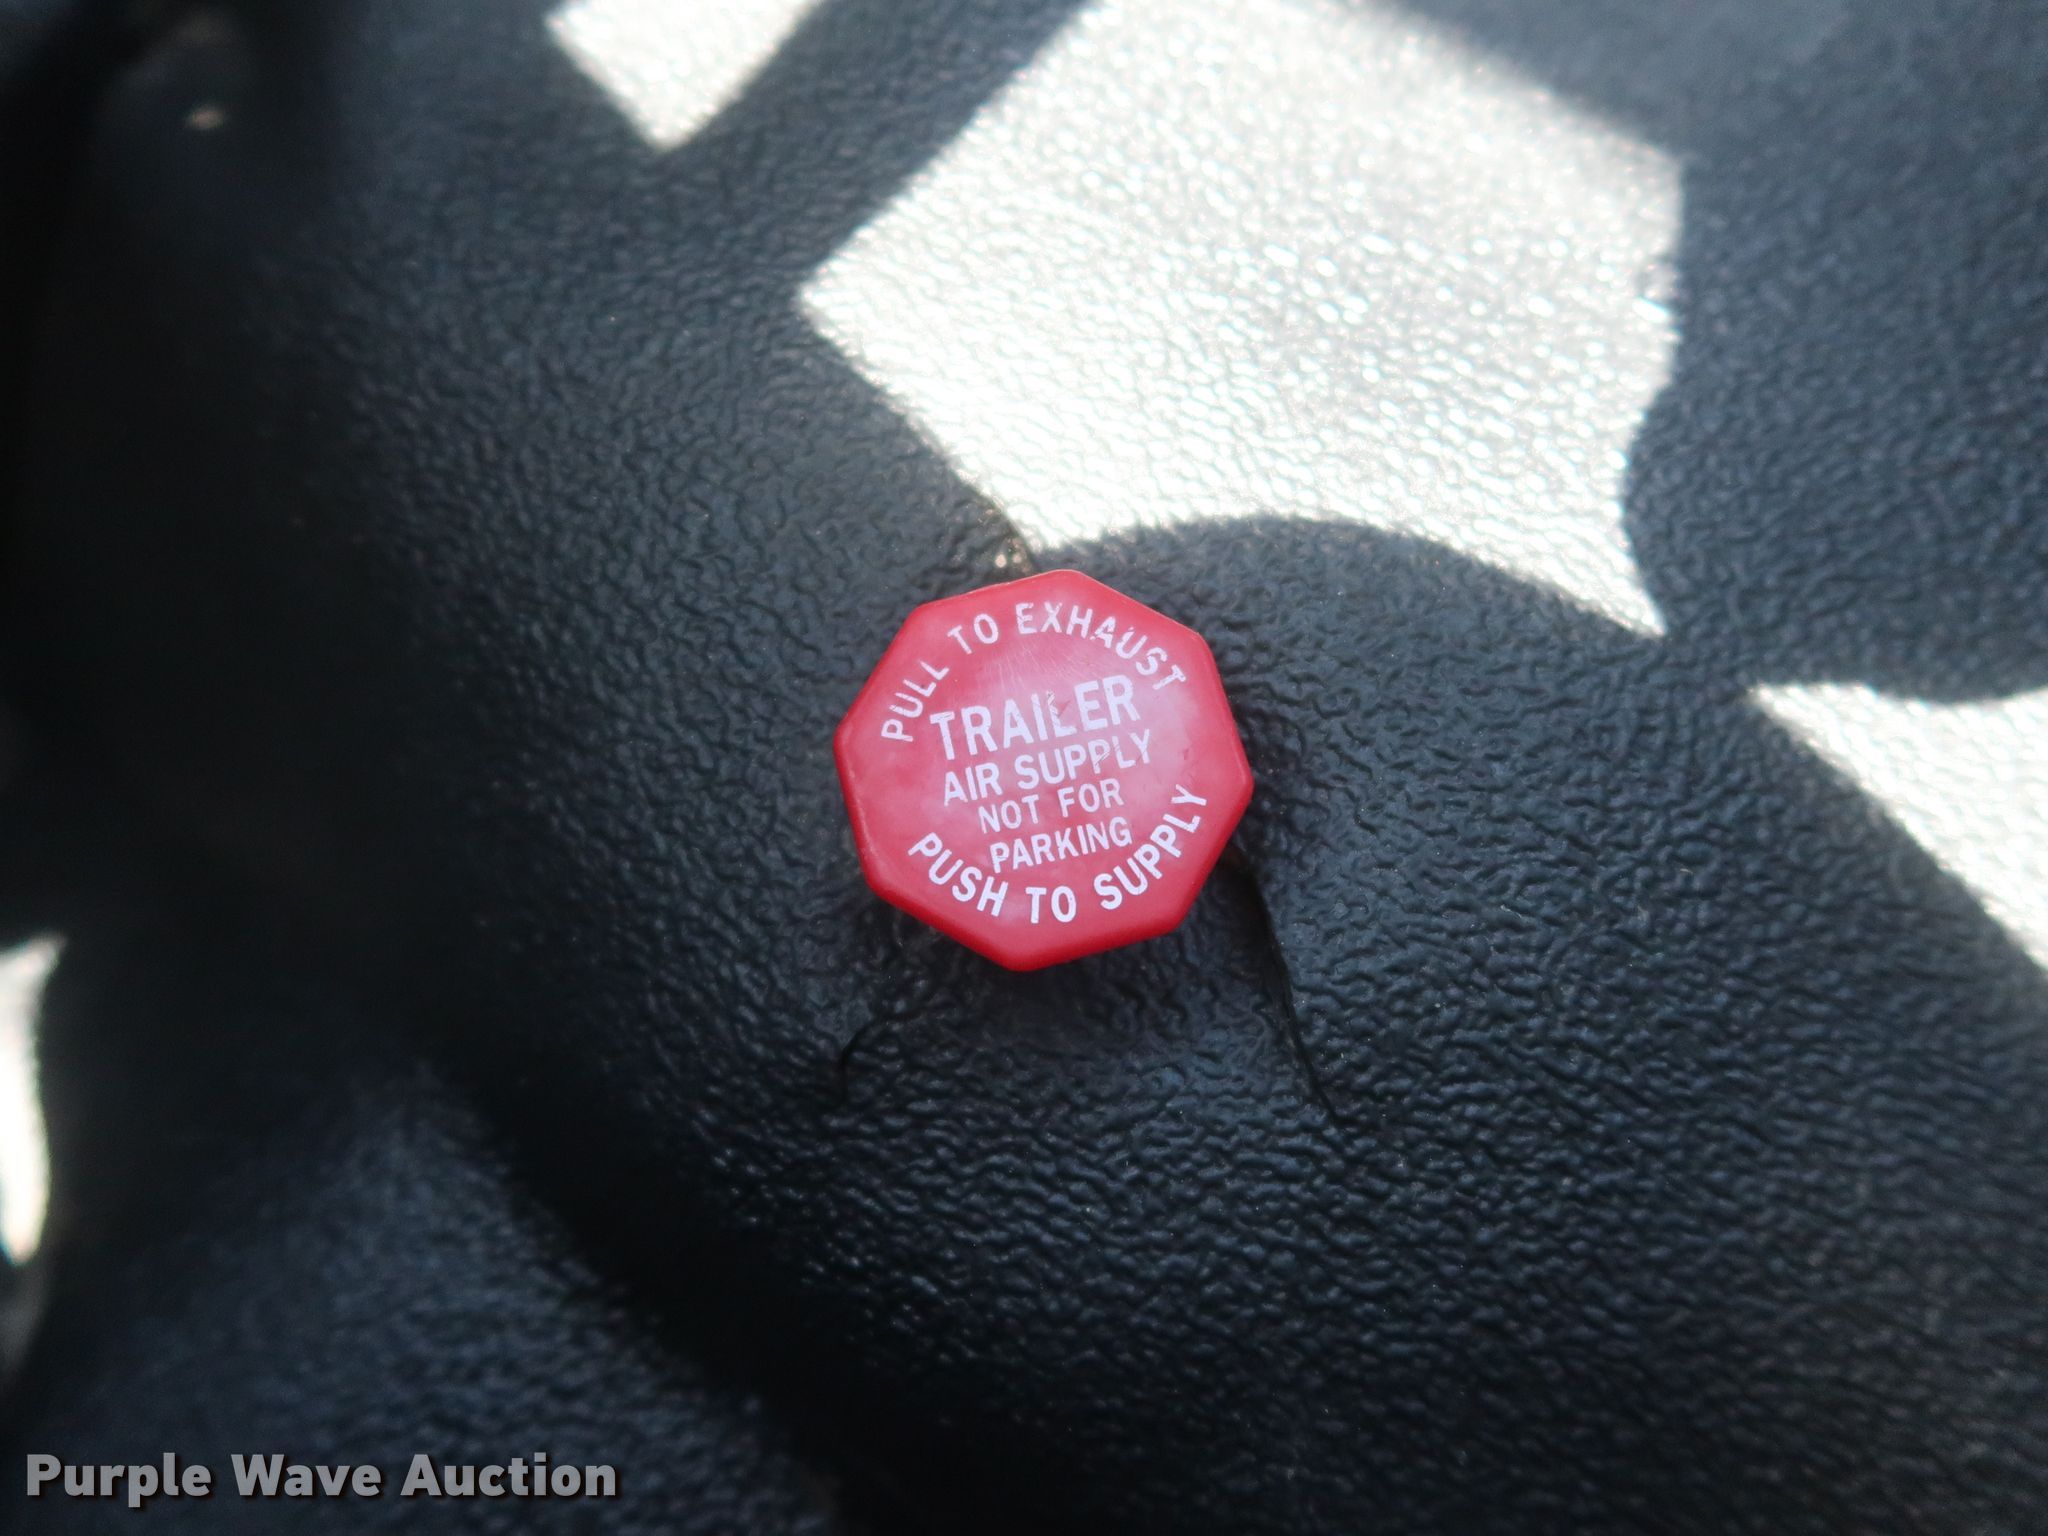 PULL TO EXHAUST
TRAILER
AIR SUPPLY
NOT FOR
PARKING
PUSH TO SUPPLY
Purple Wave Auction